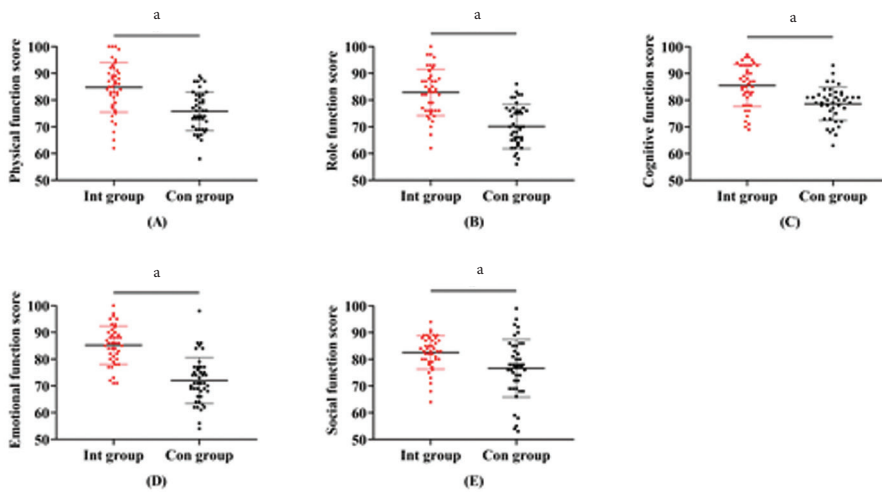 a
Physical function score
100
90
80
70
60
50
Int group Con group
(A)
a
Role function score
100
90
80
70
60
50
Int group Con group
(B)
a
Cognitive function score
100
90
80
70
60
50
Int group Con group
(C)
a
Emotional function score
100
90
80
70
60
50
Int group Con group
(D)
a
Social function score
100
90
80
70
60
50
Int group Con group
(E)